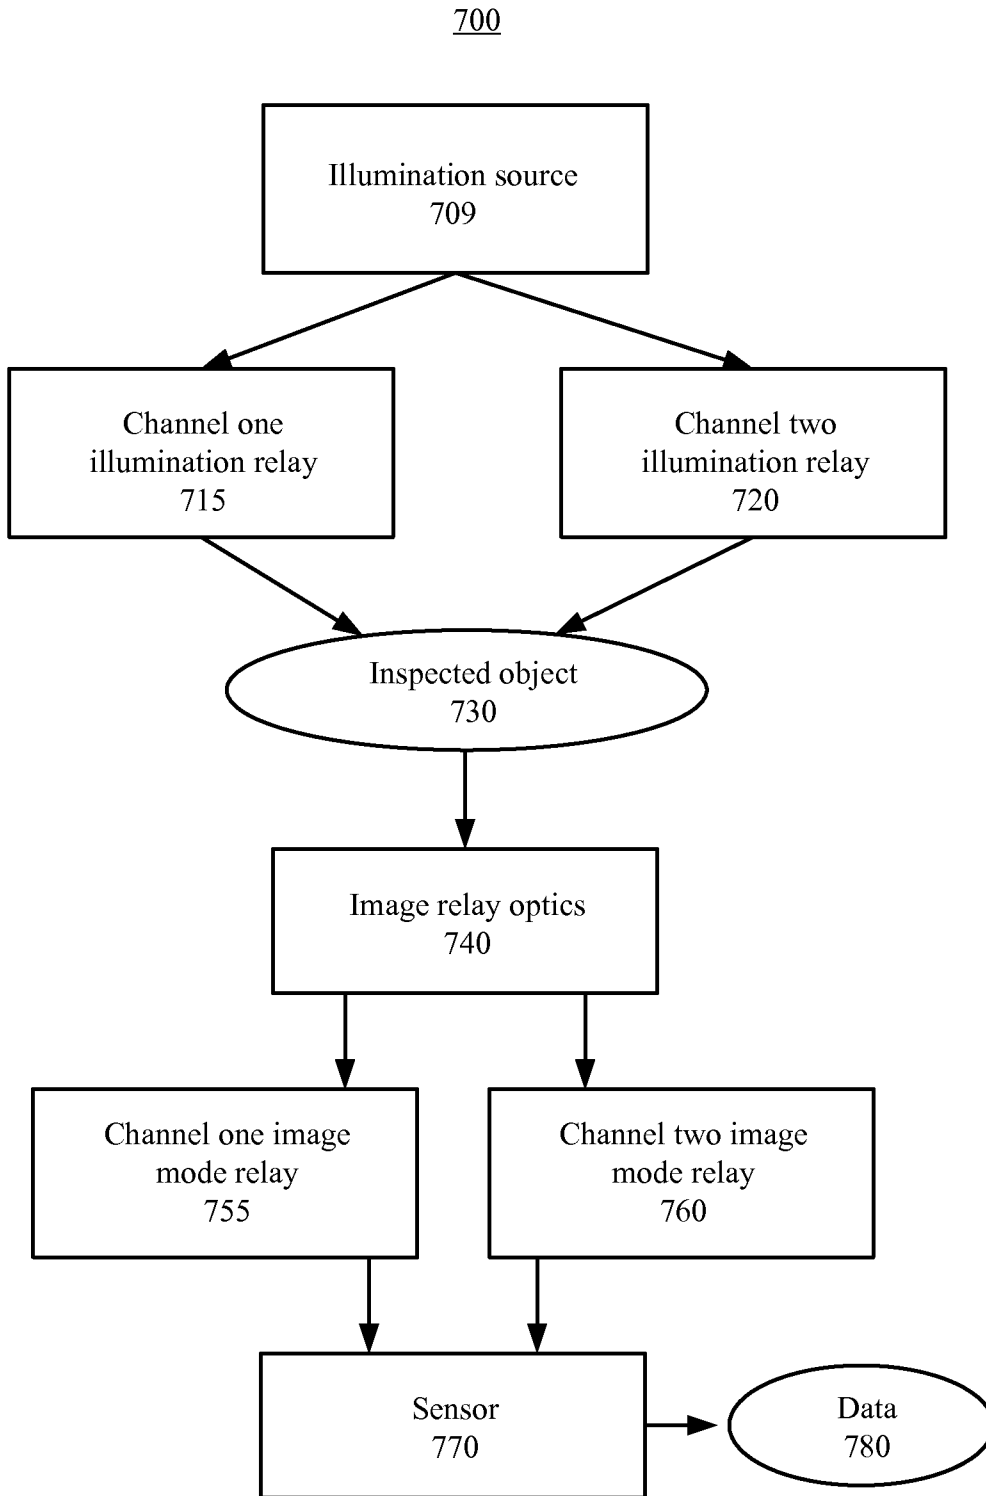 700
Illumination source
709
Channel one
illumination relay
715
Channel two
illumination relay
720
Inspected object
730
Image relay optics
740
Channel one image
mode relay
755
Channel two image
mode relay
760
Sensor
770
Data
780